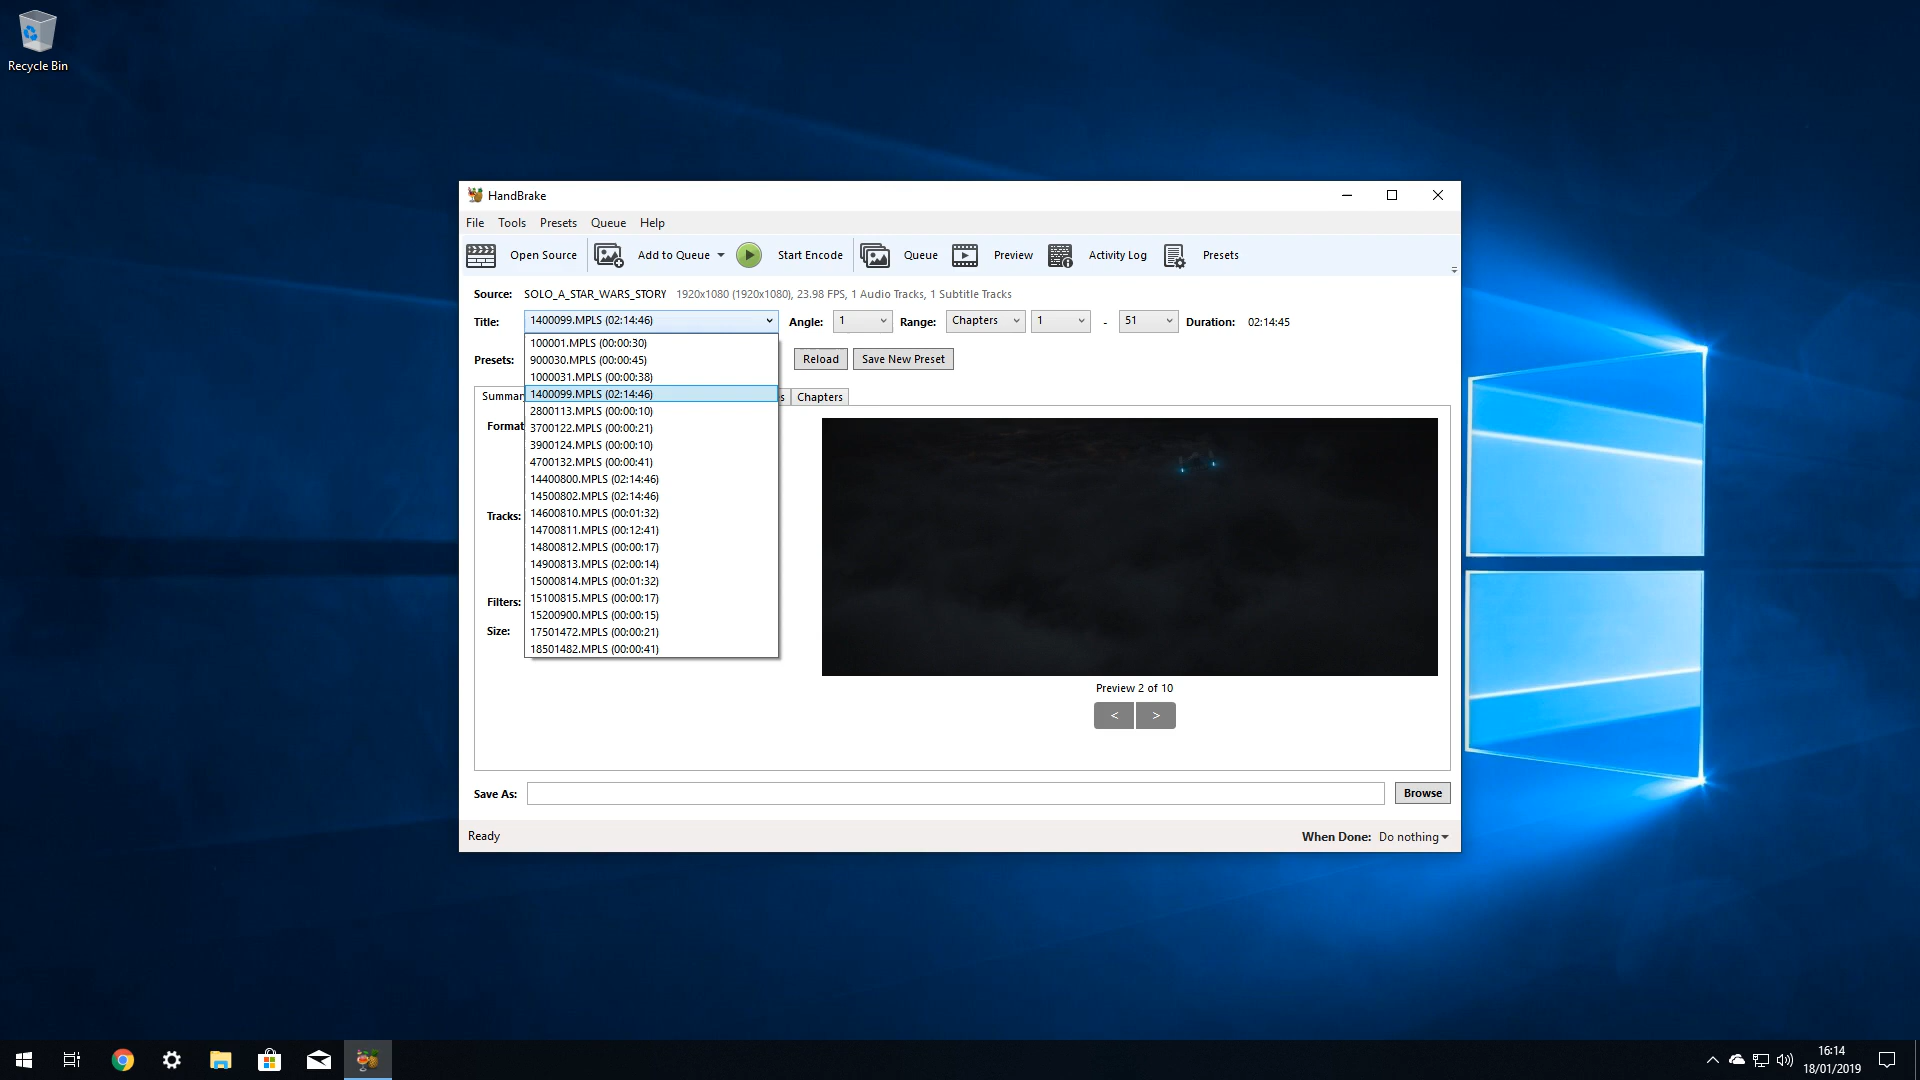 Recycle Bin
HandBrake
File Tools Presets Queue Help
Open Source Add to Queue Start Encode Queue Preview Activity Log Presets
Source: SOLO_A_STAR_WARS_STORY 1920x1080 (1920x1080), 23.98 FPS, 1 Audio Tracks, 1 Subtitle Tracks
Title: 1400099.MPLS (02:14:46) Angle: 1 Range: Chapters 1 - 51 Duration: 02:14:45
100001.MPLS (00:00:30)
Presets: 900030.MPLS (00:00:45) Reload Save New Preset
1000031.MPLS (00:00:38)
Summar 1400099.MPLS (02:14:46) s Chapters
2800113.MPLS (00:00:10)
Format 3700122.MPLS (00:00:21)
3900124.MPLS (00:00:10)
4700132.MPLS (00:00:41)
14400800.MPLS (02:14:46)
14500802.MPLS (02:14:46)
Tracks: 14600810.MPLS (00:01:32)
14700811.MPLS (00:12:41)
14800812.MPLS (00:00:17)
14900813.MPLS (02:00:14)
15000814.MPLS (00:01:32)
Filters: 15100815.MPLS (00:00:17)
15200900.MPLS (00:00:15)
Size: 17501472.MPLS (00:00:21)
18501482.MPLS (00:00:41)
Preview 2 of 10
< >
Save As: Browse
Ready When Done: Do nothing
16:14
18/01/2019